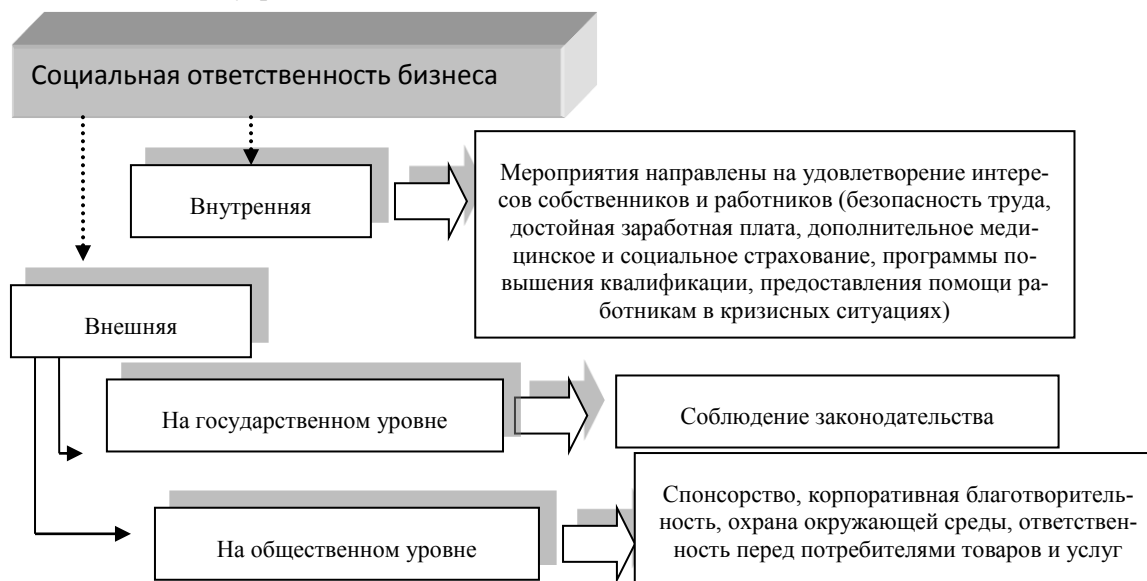 Социальная ответственность бизнеса
Внутренняя
Мероприятия направлены на удовлетворение интере-
сов собственников и работников (безопасность труда,
достойная заработная плата, дополнительное меди-
цинское и социальное страхование, программы по-
вышения квалификации, предоставления помощи ра-
ботникам в кризисных ситуациях)
Внешняя
На государственном уровне
Соблюдение законодательства
На общественном уровне
Спонсорство, корпоративная благотворитель-
ность, охрана окружающей среды, ответствен-
ность перед потребителями товаров и услуг